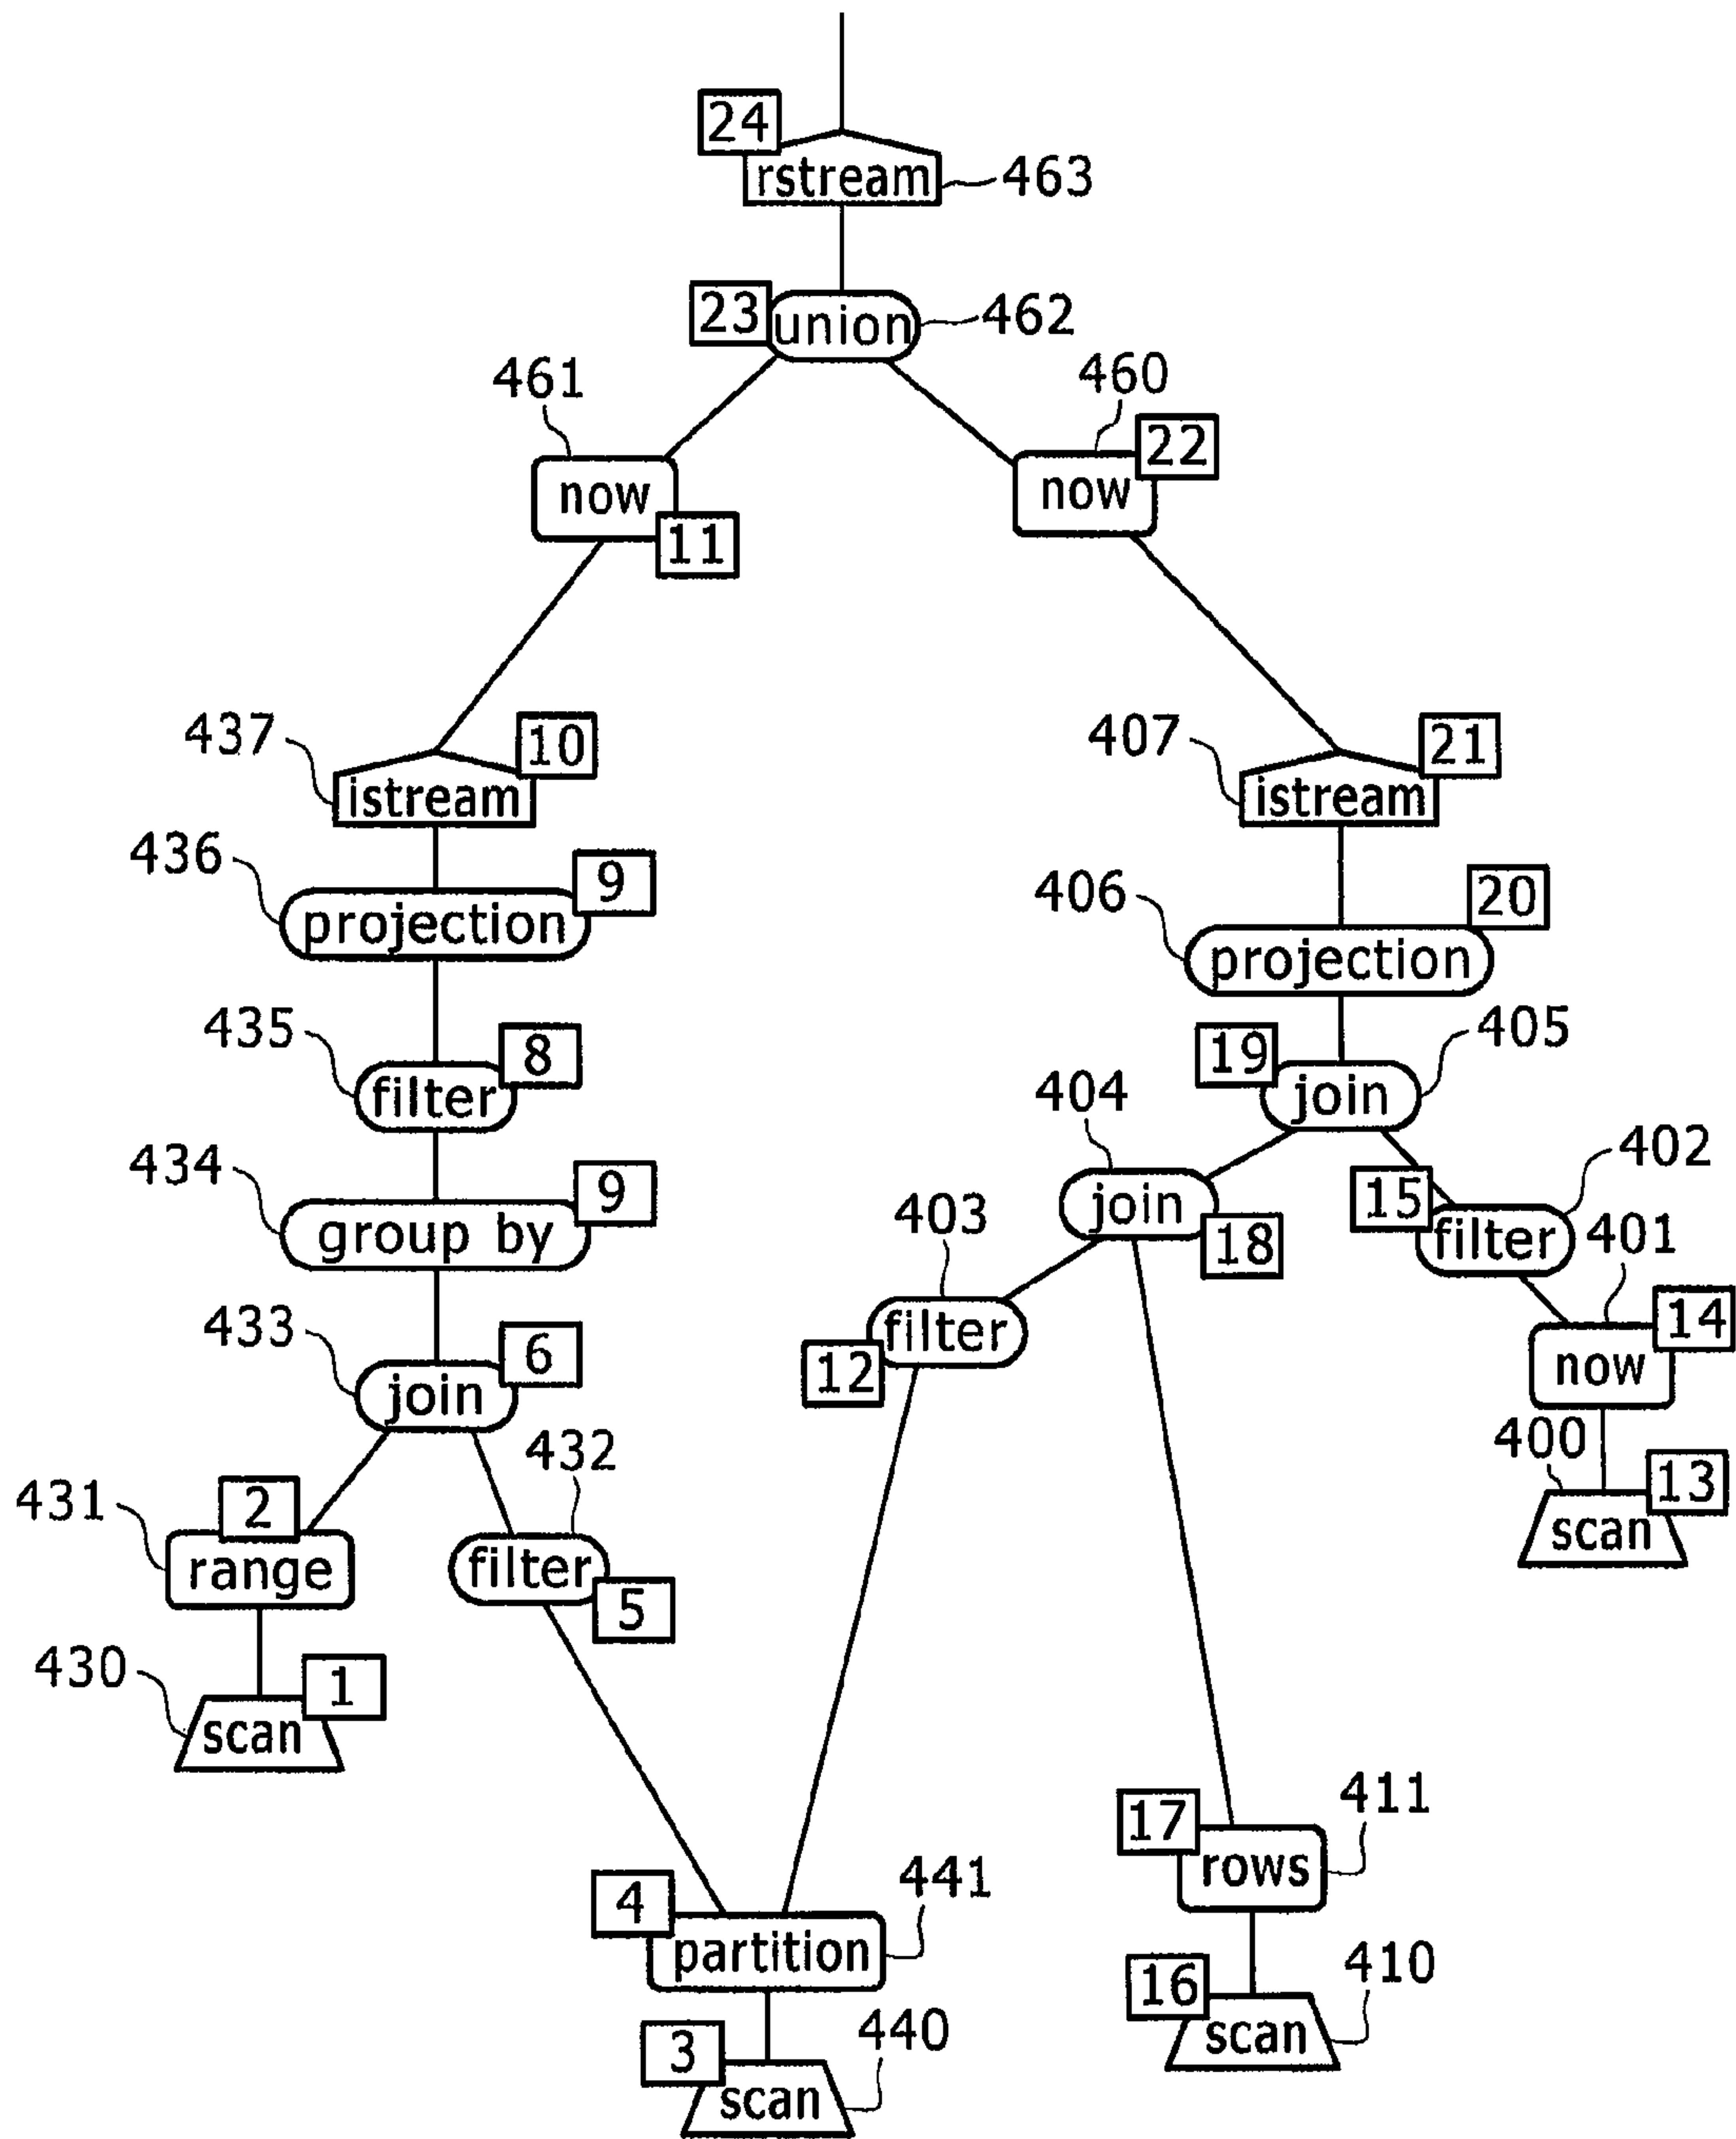 24
rstream
463
23
union
462
461
460
now
11
now
22
437
istream
10
407
istream
21
436
projection
9
406
projection
20
435
filter
8
19
join
405
434
group by
9
404
join
18
15
filter
402
403
filter
12
401
now
14
433
join
6
400
scan
13
431
2
range
432
filter
5
430
scan
1
17
rows
411
4
partition
441
16
scan
410
3
scan
440